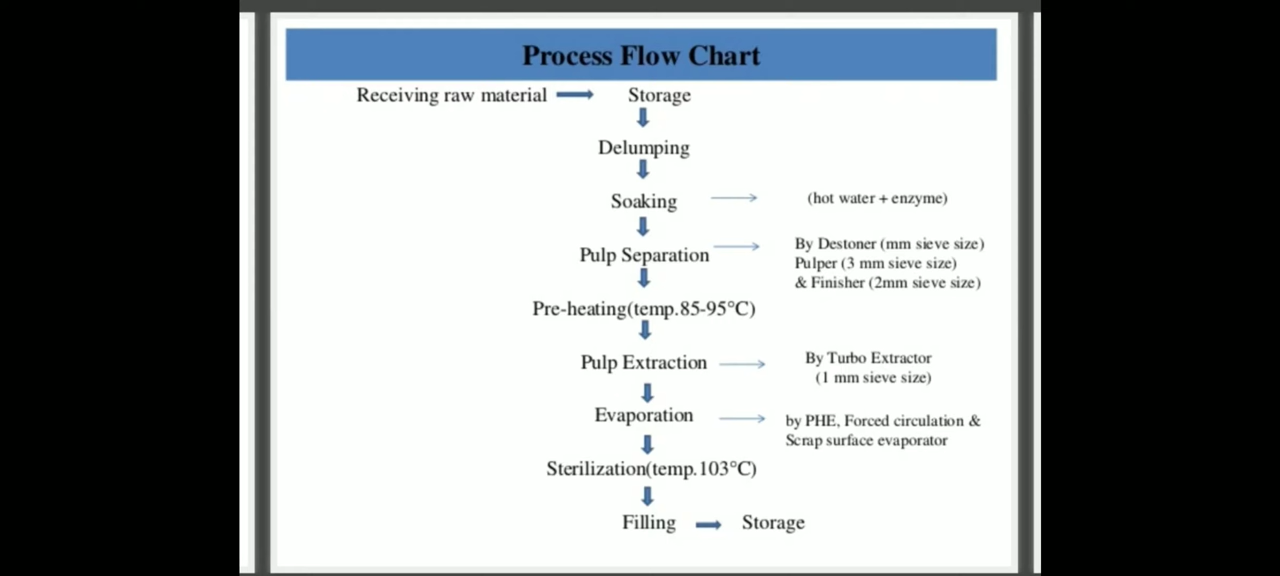 Process Flow Chart
Receiving raw material Storage
Delumping
Soaking (hot water + enzyme)
Pulp Separation By Destoner (mm sieve size)
Pulper (3 mm sieve size)
& Finisher (2mm sieve size)
Pre-heating(temp.85-95°C)
Pulp Extraction By Turbo Extractor
(1 mm sieve size)
Evaporation by PHE, Forced circulation &
Scrap surface evaporator
Sterilization(temp.103°C)
Filling Storage